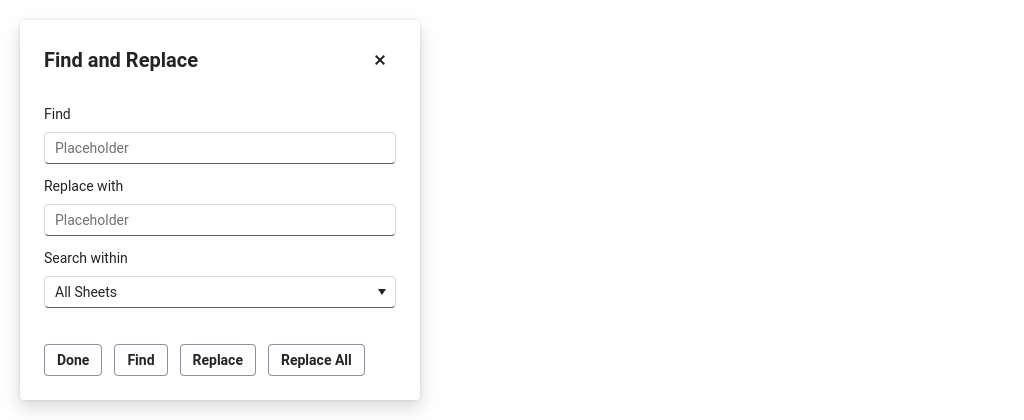 Find and Replace ×
Find
Placeholder
Replace with
Placeholder
Search within
All Sheets
Done Find Replace Replace All